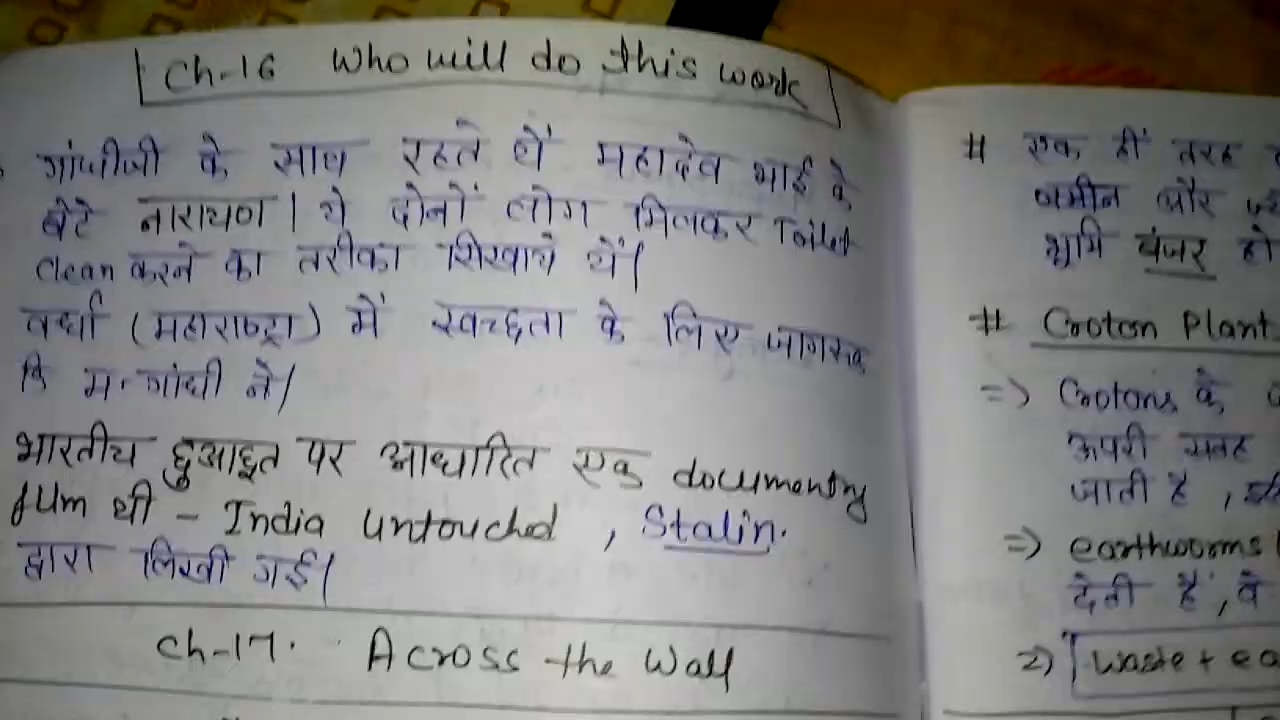 Ch-16 Who will do this work
गांधीजी के साथ रहते थें महादेव भाई के
बेटे नारायण। ये दोनों लोग मिलकर Toilet
clean करने का तरीका सिखाये थें।
वर्धा (महाराष्ट्रा) में स्वच्छता के लिए जागरूक
कि म. गांधी ने।
भारतीय छुआछूत पर आधारित एक documentry
film थी - India untouched, Stalin.
द्वारा लिखी गई।
Ch-17. Across the Wall
# एक ही तरह
जमीन और
भूमि बंजर हो
# Croton Plant
=> Crotons के
ऊपरी सतह
जाती है,
=> earthworms
देती हैं, वे
2) Waste + ea